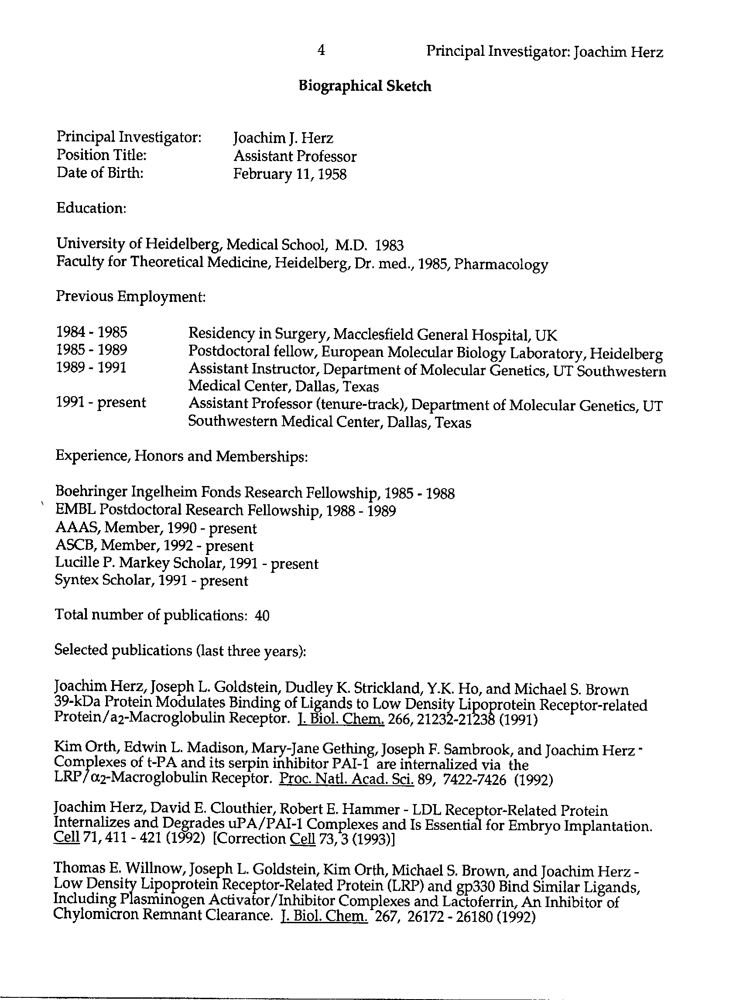 4 Principal Investigator: Joachim Herz
Biographical Sketch
Principal Investigator: Joachim J. Herz
Position Title: Assistant Professor
Date of Birth: February 11, 1958
Education:
University of Heidelberg, Medical School, M.D. 1983
Faculty for Theoretical Medicine, Heidelberg, Dr. med., 1985, Pharmacology
Previous Employment:
1984 - 1985 Residency in Surgery, Macclesfield General Hospital, UK
1985 - 1989 Postdoctoral fellow, European Molecular Biology Laboratory, Heidelberg
1989 - 1991 Assistant Instructor, Department of Molecular Genetics, UT Southwestern
Medical Center, Dallas, Texas
1991 - present Assistant Professor (tenure-track), Department of Molecular Genetics, UT
Southwestern Medical Center, Dallas, Texas
Experience, Honors and Memberships:
Boehringer Ingelheim Fonds Research Fellowship, 1985 - 1988
EMBL Postdoctoral Research Fellowship, 1988 - 1989
AAAS, Member, 1990 - present
ASCB, Member, 1992 - present
Lucille P. Markey Scholar, 1991 - present
Syntex Scholar, 1991 - present
Total number of publications: 40
Selected publications (last three years):
Joachim Herz, Joseph L. Goldstein, Dudley K. Strickland, Y.K. Ho, and Michael S. Brown
39-kDa Protein Modulates Binding of Ligands to Low Density Lipoprotein Receptor-related
Protein/a2-Macroglobulin Receptor. J. Biol. Chem. 266, 21232-21238 (1991)
Kim Orth, Edwin L. Madison, Mary-Jane Gething, Joseph F. Sambrook, and Joachim Herz -
Complexes of t-PA and its serpin inhibitor PAI-1 are internalized via the
LRP/α2-Macroglobulin Receptor. Proc. Natl. Acad. Sci. 89, 7422-7426 (1992)
Joachim Herz, David E. Clouthier, Robert E. Hammer - LDL Receptor-Related Protein
Internalizes and Degrades uPA/PAI-1 Complexes and Is Essential for Embryo Implantation.
Cell 71, 411 - 421 (1992) [Correction Cell 73, 3 (1993)]
Thomas E. Willnow, Joseph L. Goldstein, Kim Orth, Michael S. Brown, and Joachim Herz -
Low Density Lipoprotein Receptor-Related Protein (LRP) and gp330 Bind Similar Ligands,
Including Plasminogen Activator/Inhibitor Complexes and Lactoferrin, An Inhibitor of
Chylomicron Remnant Clearance. J. Biol. Chem. 267, 26172 - 26180 (1992)